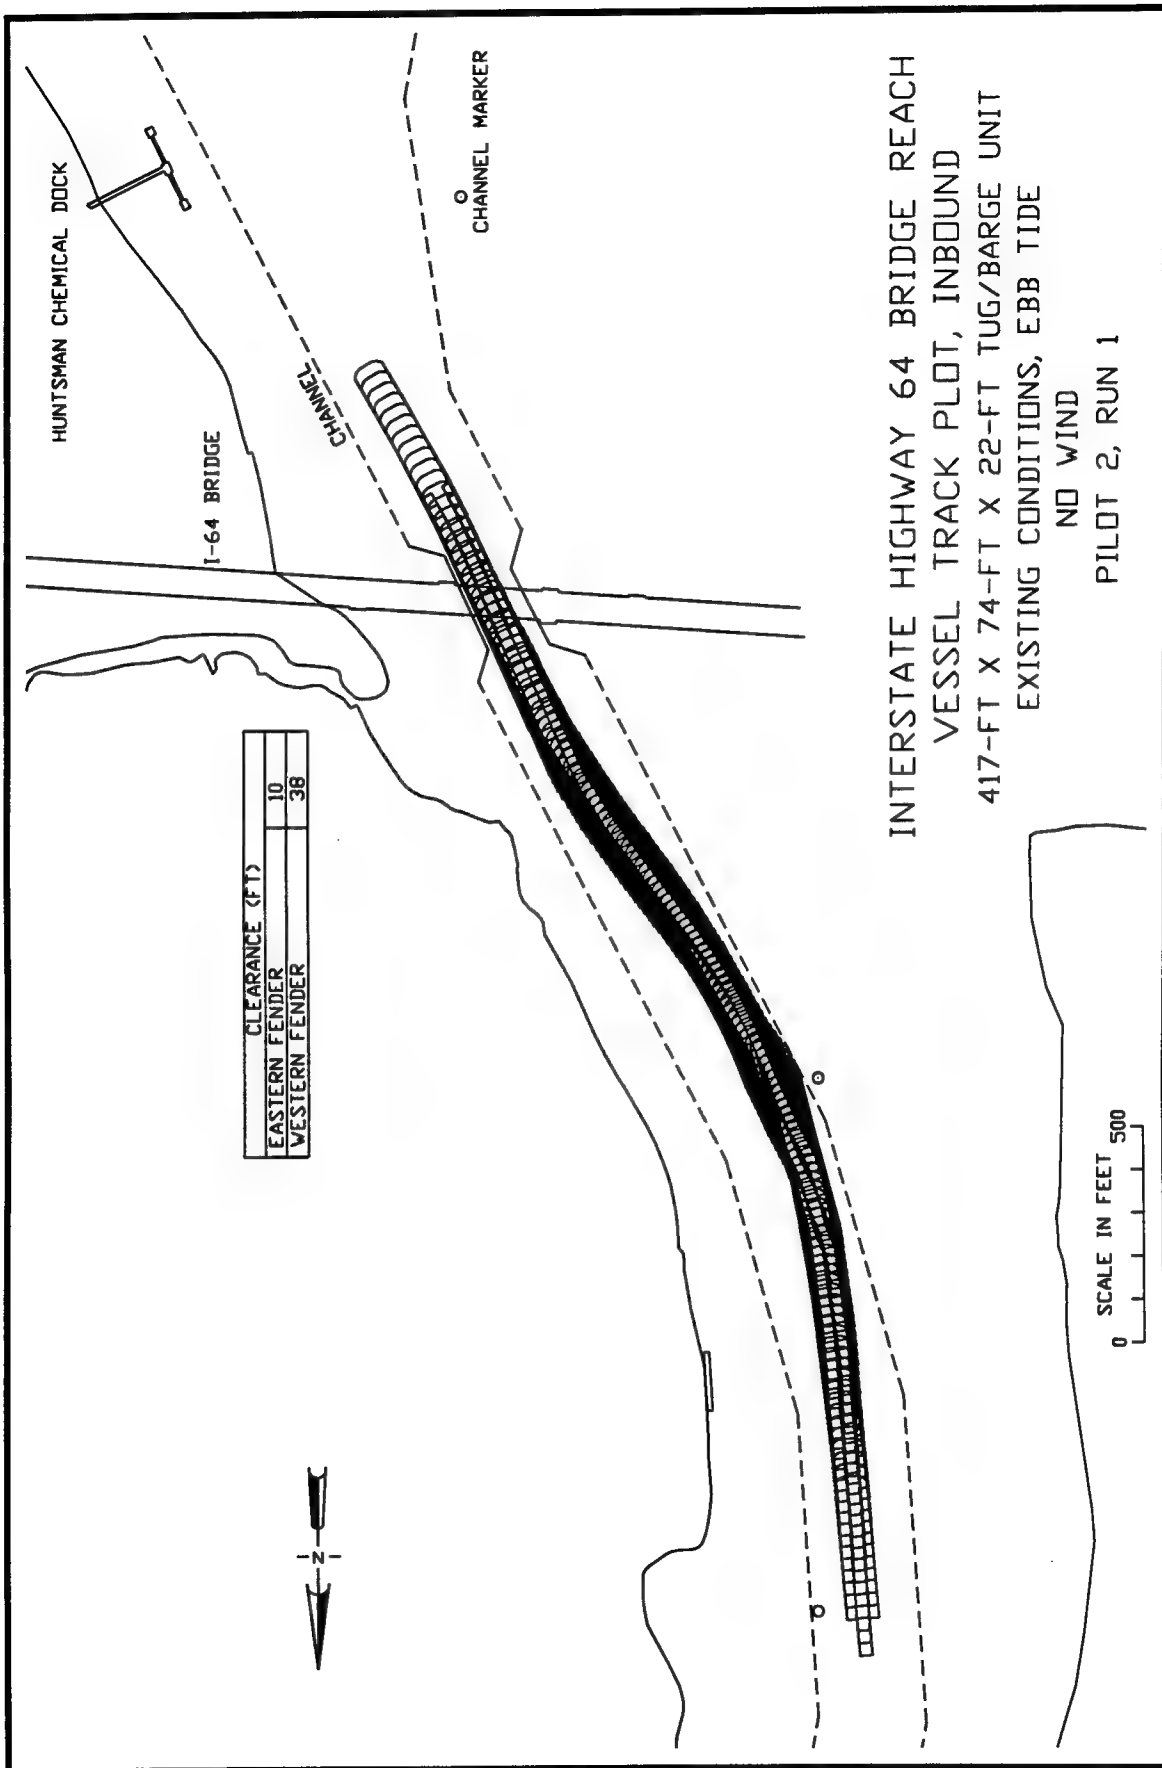 HUNTSMAN CHEMICAL DOCK
CHANNEL MARKER
CHANNEL
I-64 BRIDGE
CLEARANCE (FT)
EASTERN FENDER 10
WESTERN FENDER 38
N
SCALE IN FEET
0 500
INTERSTATE HIGHWAY 64 BRIDGE REACH
VESSEL TRACK PLOT, INBOUND
417-FT X 74-FT X 22-FT TUG/BARGE UNIT
EXISTING CONDITIONS, EBB TIDE
NO WIND
PILOT 2, RUN 1